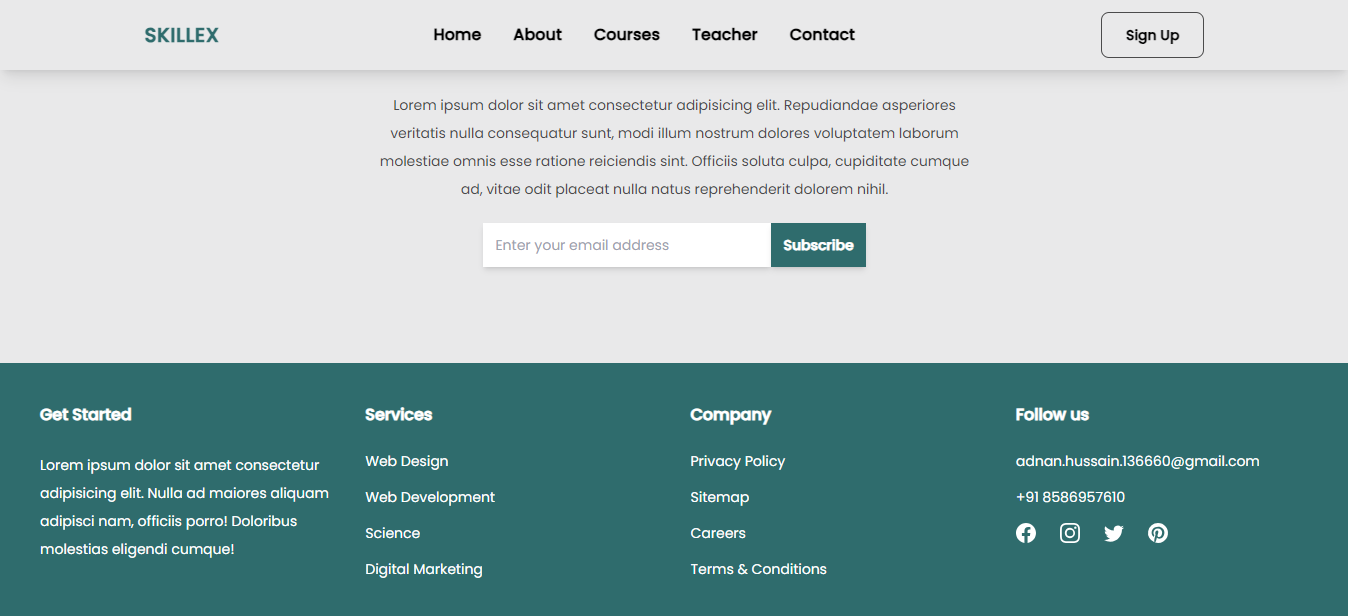 SKILLEX
Home About Courses Teacher Contact
Sign Up
Lorem ipsum dolor sit amet consectetur adipisicing elit. Repudiandae asperiores
veritatis nulla consequatur sunt, modi illum nostrum dolores voluptatem laborum
molestiae omnis esse ratione reiciendis sint. Officiis soluta culpa, cupiditate cumque
ad, vitae odit placeat nulla natus reprehenderit dolorem nihil.
Enter your email address
Subscribe
Get Started
Lorem ipsum dolor sit amet consectetur
adipisicing elit. Nulla ad maiores aliquam
adipisci nam, officiis porro! Doloribus
molestias eligendi cumque!
Services
Web Design
Web Development
Science
Digital Marketing
Company
Privacy Policy
Sitemap
Careers
Terms & Conditions
Follow us
adnan.hussain.136660@gmail.com
+91 8586957610